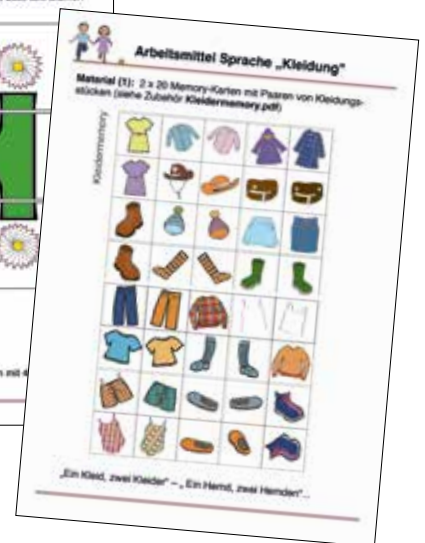 Arbeitsmittel Sprache „Kleidung"
Material (1): 2 x 20 Memory-Karten mit Paaren von Kleidungs-
stücken (siehe Zubehör Kleidermemory.pdf)
Kleidermemory
„Ein Kleid, zwei Kleider" – „Ein Hemd, zwei Hemden"...